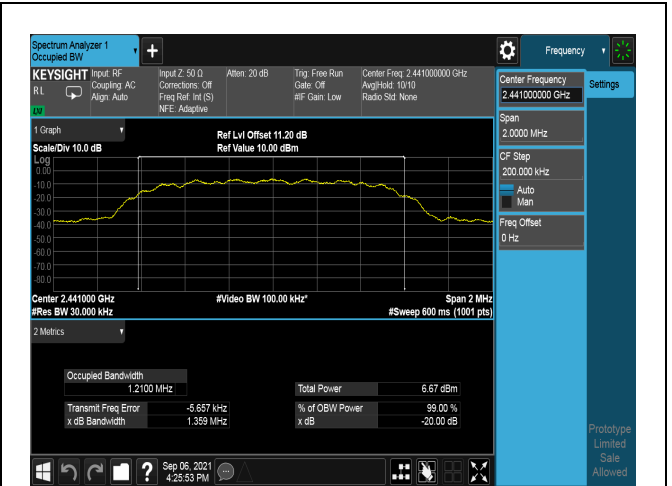 Spectrum Analyzer 1
Occupied BW
+
Frequency
KEYSIGHT
R L
Input: RF
Coupling: AC
Align: Auto
Input Z: 50 Ω
Corrections: Off
Freq Ref: Int (S)
NFE: Adaptive
Atten: 20 dB
Trig: Free Run
Gate: Off
#IF Gain: Low
Center Freq: 2.441000000 GHz
Avg|Hold: 10/10
Radio Std: None
Center Frequency
2.441000000 GHz
Settings
Span
2.0000 MHz
CF Step
200.000 kHz
Auto
Man
Freq Offset
0 Hz
1 Graph
Scale/Div 10.0 dB
Ref Lvl Offset 11.20 dB
Ref Value 10.00 dBm
Log
0.00
-10.0
-20.0
-30.0
-40.0
-50.0
-60.0
-70.0
-80.0
Center 2.441000 GHz
#Video BW 100.00 kHz*
Span 2 MHz
#Res BW 30.000 kHz
#Sweep 600 ms (1001 pts)
2 Metrics
Occupied Bandwidth
1.2100 MHz
Total Power 6.67 dBm
Transmit Freq Error -5.657 kHz
% of OBW Power 99.00 %
x dB Bandwidth 1.359 MHz
x dB -20.00 dB
Prototype
Limited
Sale
Allowed
?
Sep 06, 2021
4:25:53 PM